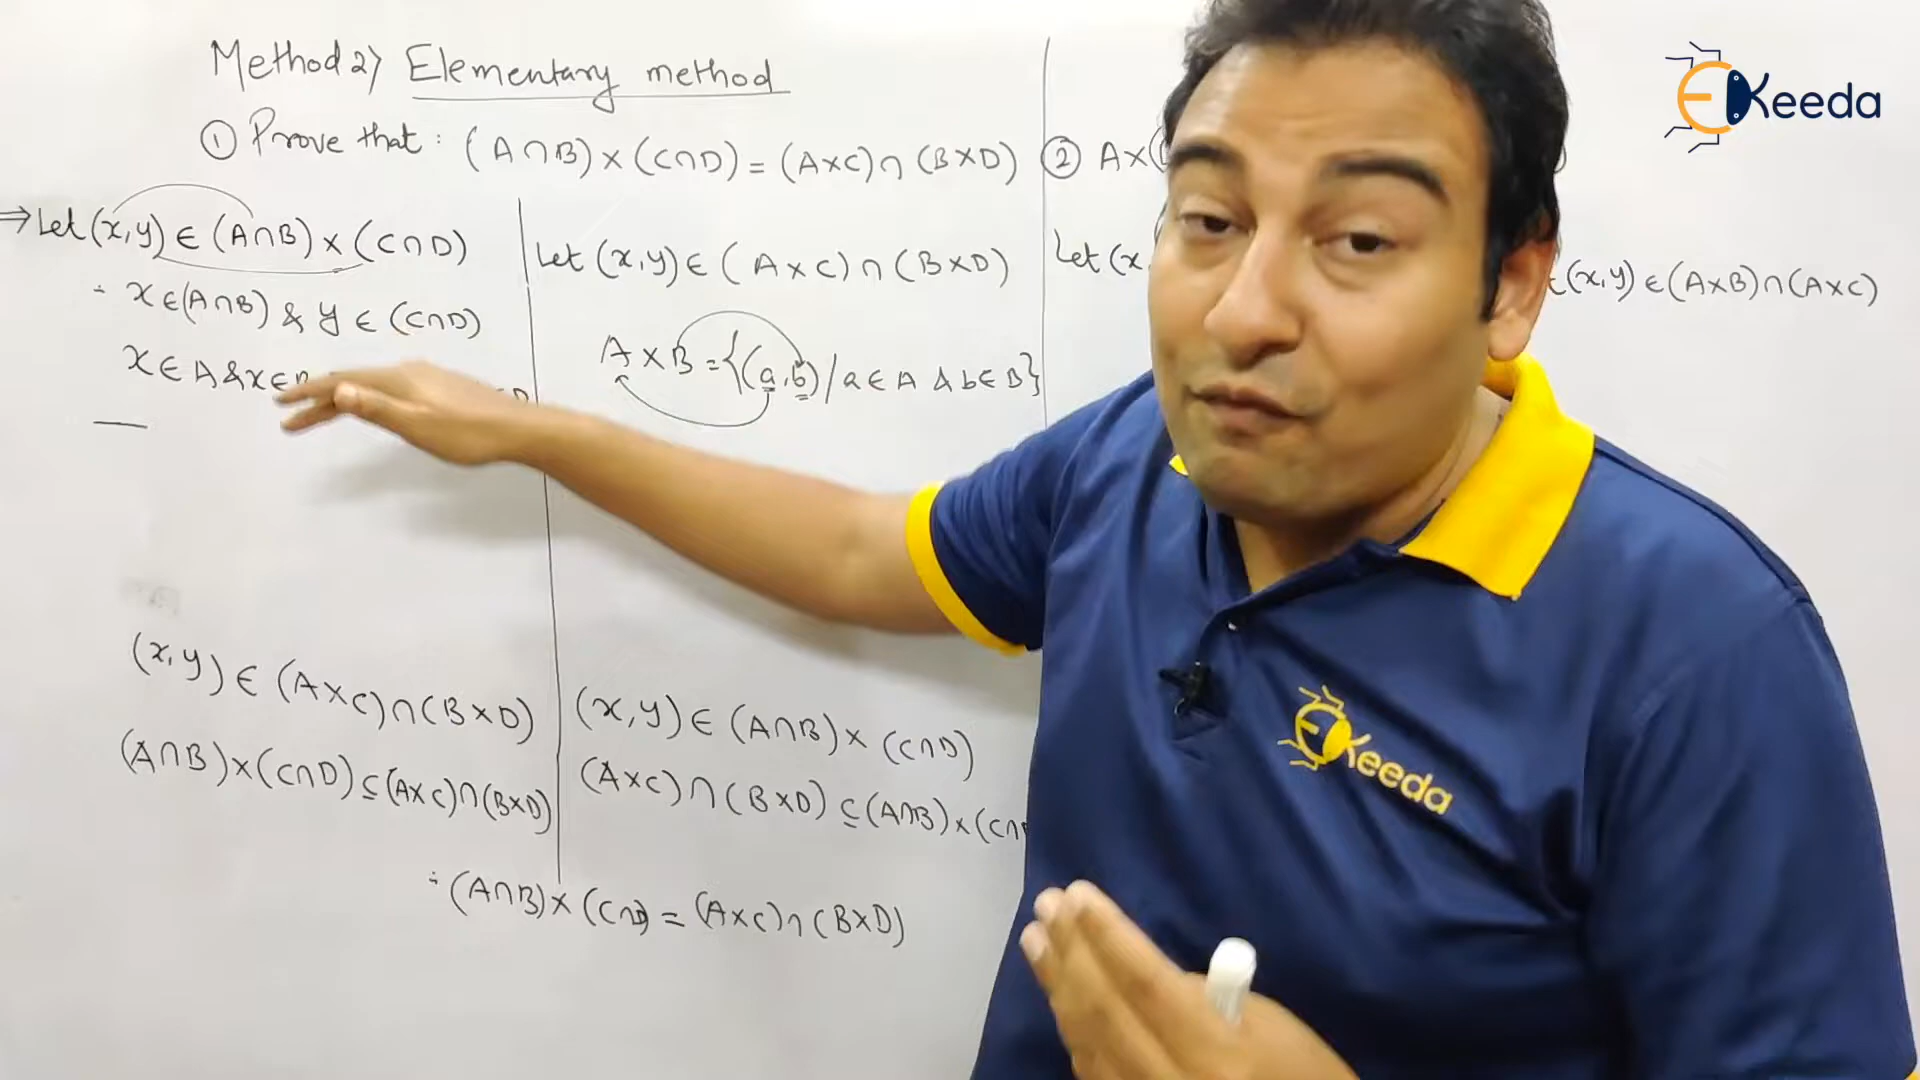 Method 2) Elementary method
① Prove that : (A∩B)×(C∩D)=(A×C)∩(B×D)
⇒ Let (x,y) ∈ (A∩B)×(C∩D)
∴ x∈(A∩B) & y ∈ (C∩D)
x∈A & x∈B
(x,y) ∈ (A×C)∩(B×D)
(A∩B)×(C∩D) ⊆ (A×C)∩(B×D)
Let (x,y) ∈ (A×C)∩(B×D)
A×B = {(a,b) / a∈A & b∈B}
(x,y) ∈ (A∩B)×(C∩D)
(A×C)∩(B×D) ⊆ (A∩B)×(C∩
∴ (A∩B)×(C∩D) = (A×C)∩(B×D)
② A×(
Let (x,
(x,y) ∈ (A×B)∩(A×C)
EKeeda
EKeeda